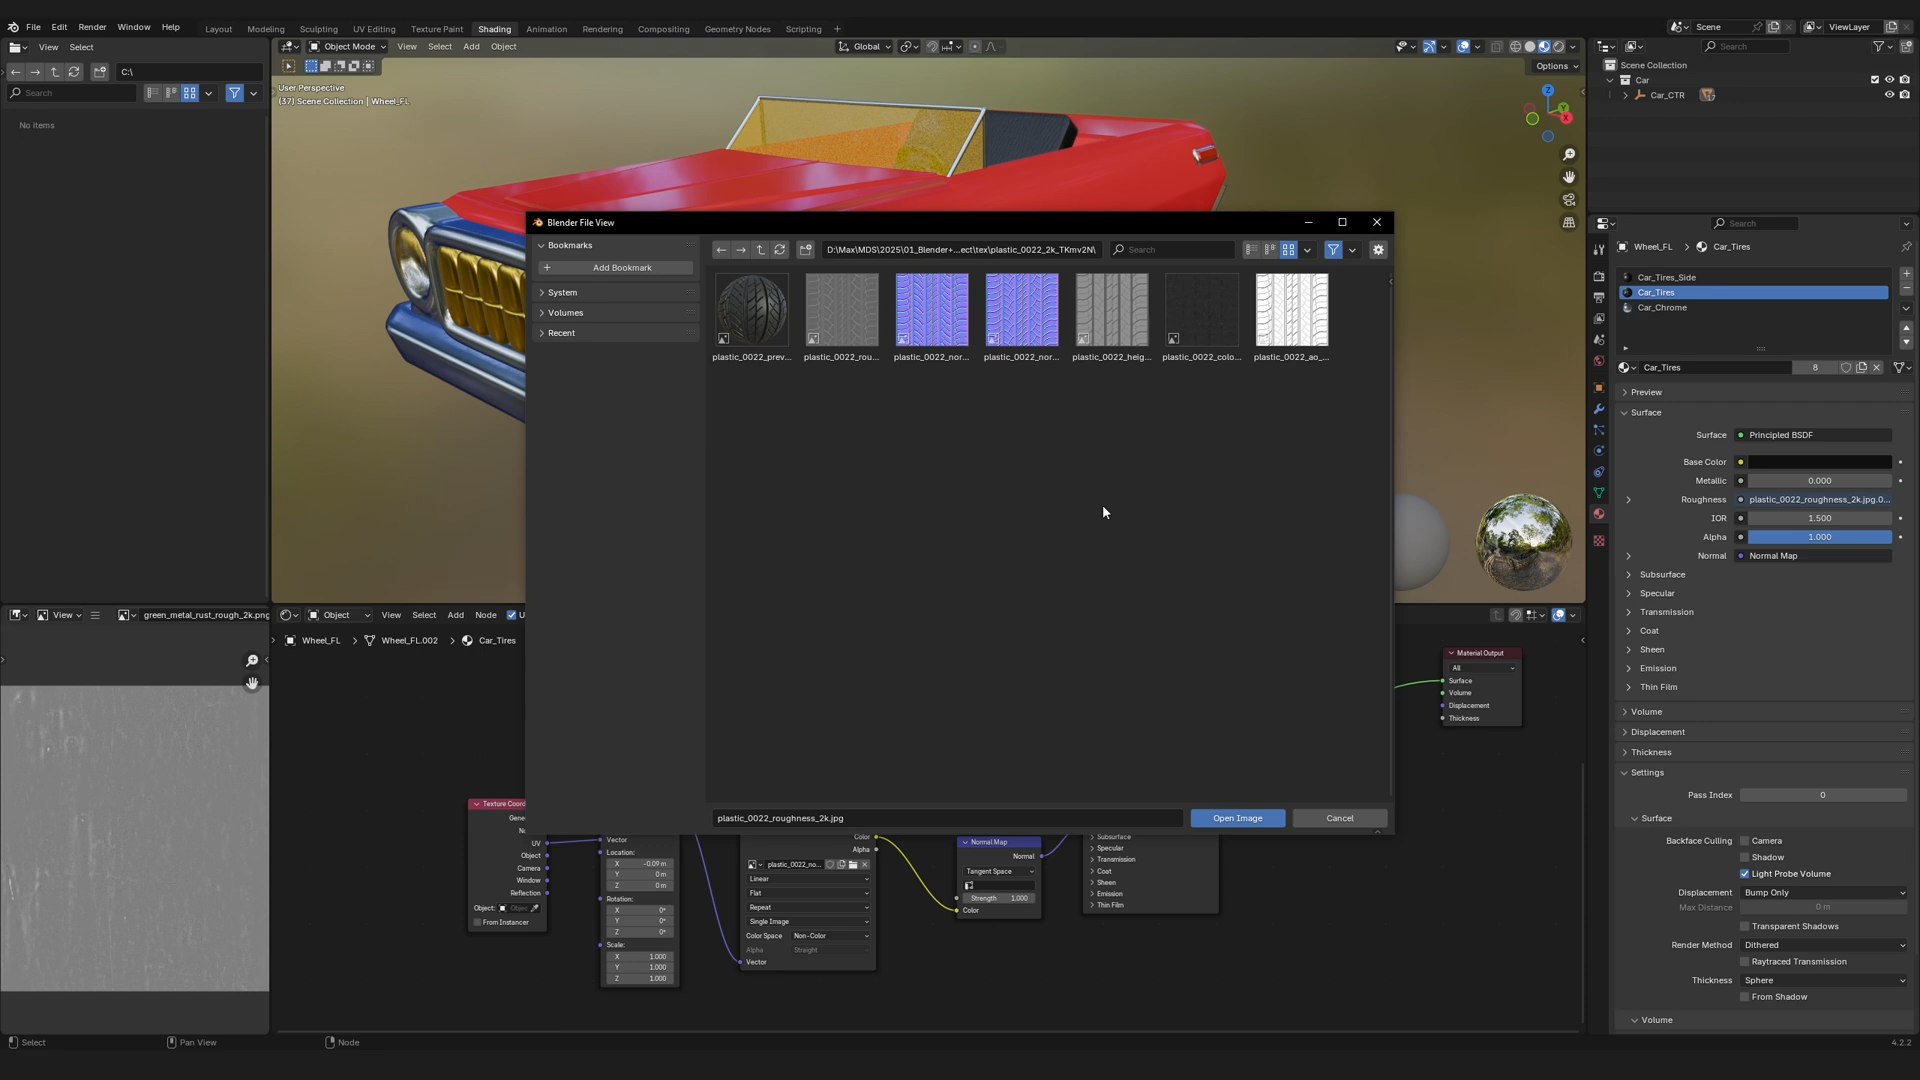 File Edit Render Window Help
Layout Modeling Sculpting UV Editing Texture Paint Shading Animation Rendering Compositing Geometry Nodes Scripting +
Scene
ViewLayer
View Select
Object Mode View Select Add Object
Global
Search
C:\
Options
Search
User Perspective
(37) Scene Collection | Wheel_FL
Z
Y
X
No items
Scene Collection
Car
Car_CTR
Blender File View
Bookmarks
Add Bookmark
System
Volumes
Recent
D:\Max\MDS\2025\01_Blender+...ect\tex\plastic_0022_2k_TKmv2N\
Search
plastic_0022_prev...
plastic_0022_rou...
plastic_0022_nor...
plastic_0022_nor...
plastic_0022_heig...
plastic_0022_colo...
plastic_0022_ao_...
plastic_0022_roughness_2k.jpg
Open Image
Cancel
Search
Wheel_FL > Car_Tires
Car_Tires_Side
Car_Tires
Car_Chrome
Car_Tires 8
Preview
Surface
Surface Principled BSDF
Base Color
Metallic 0.000
Roughness plastic_0022_roughness_2k.jpg.0...
IOR 1.500
Alpha 1.000
Normal Normal Map
Subsurface
Specular
Transmission
Coat
Sheen
Emission
Thin Film
Volume
Displacement
Thickness
Settings
Pass Index 0
Surface
Backface Culling Camera
Shadow
Light Probe Volume
Displacement Bump Only
Max Distance 0 m
Transparent Shadows
Render Method Dithered
Raytraced Transmission
Thickness Sphere
From Shadow
Volume
View
green_metal_rust_rough_2k.png
Object View Select Add Node U
Wheel_FL > Wheel_FL.002 > Car_Tires
Material Output
All
Surface
Volume
Displacement
Thickness
Texture Coord
Gene
No
UV
Object
Camera
Window
Reflection
Object: Objec
From Instancer
Vector
Location:
X -0.09 m
Y 0 m
Z 0 m
Rotation:
X 0°
Y 0°
Z 0°
Scale:
X 1.000
Y 1.000
Z 1.000
Color
Alpha
plastic_0022_no...
Linear
Flat
Repeat
Single Image
Color Space Non-Color
Alpha Straight
Vector
Normal Map
Normal
Tangent Space
Strength 1.000
Color
Subsurface
Specular
Transmission
Coat
Sheen
Emission
Thin Film
Select
Pan View
Node
4.2.2